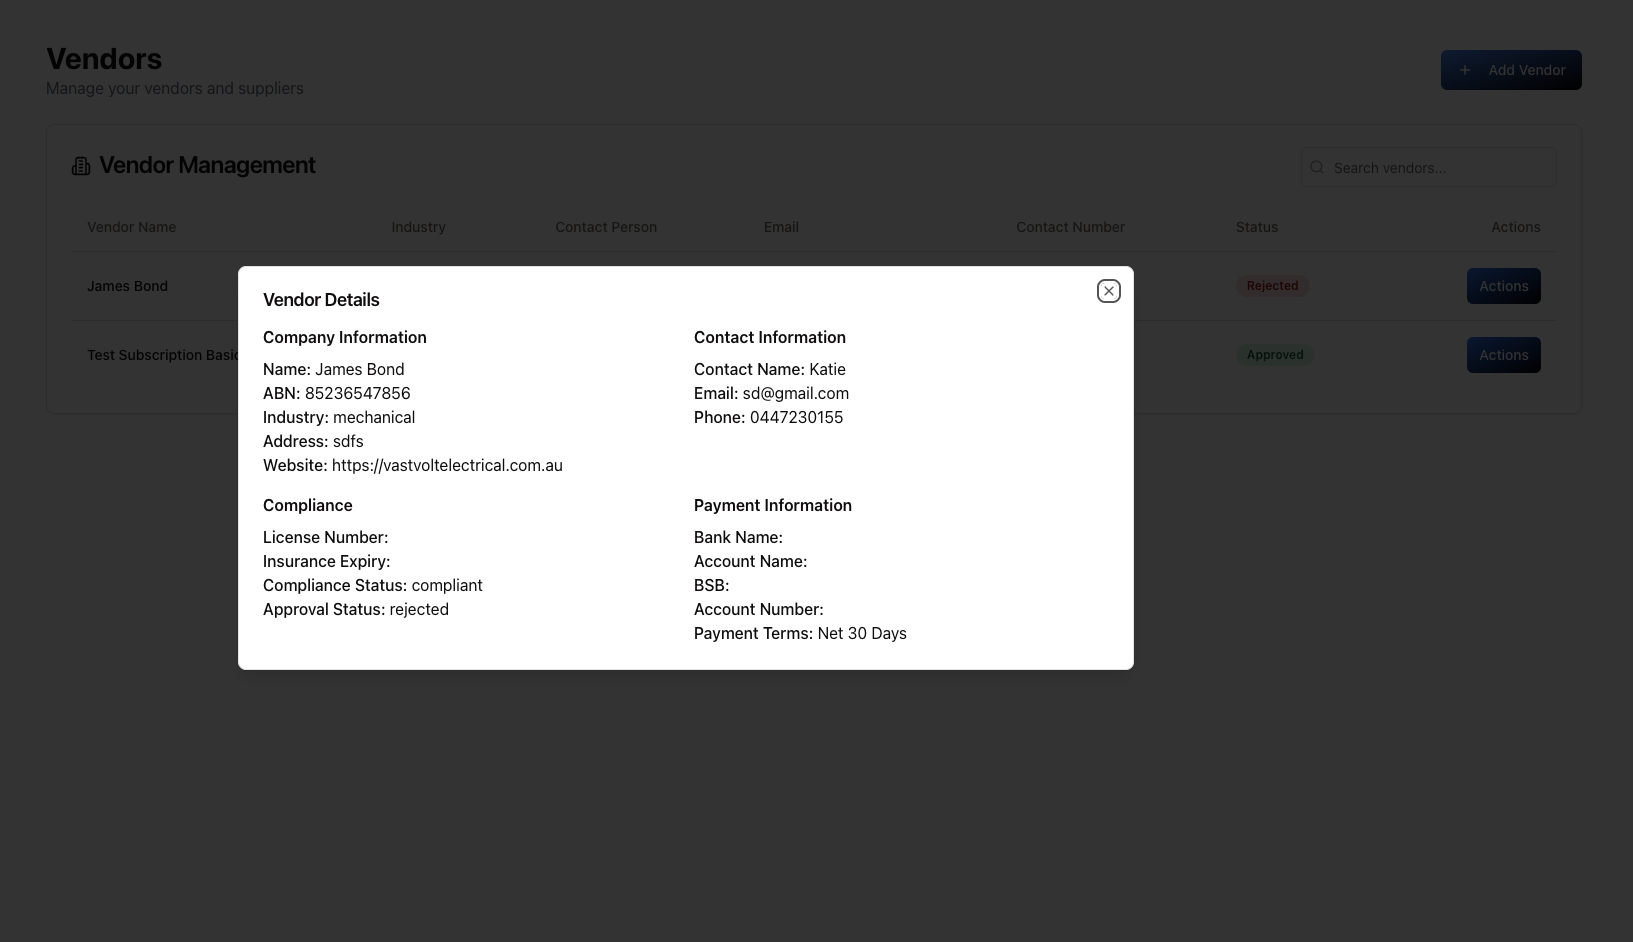 Vendors
Manage your vendors and suppliers
Add Vendor
Vendor Management
Search vendors...
Vendor Name Industry Contact Person Email Contact Number Status Actions
James Bond Rejected Actions
Test Subscription Basic Approved Actions
Vendor Details
Company Information
Name: James Bond
ABN: 85236547856
Industry: mechanical
Address: sdfs
Website: https://vastvoltelectrical.com.au
Contact Information
Contact Name: Katie
Email: sd@gmail.com
Phone: 0447230155
Compliance
License Number:
Insurance Expiry:
Compliance Status: compliant
Approval Status: rejected
Payment Information
Bank Name:
Account Name:
BSB:
Account Number:
Payment Terms: Net 30 Days